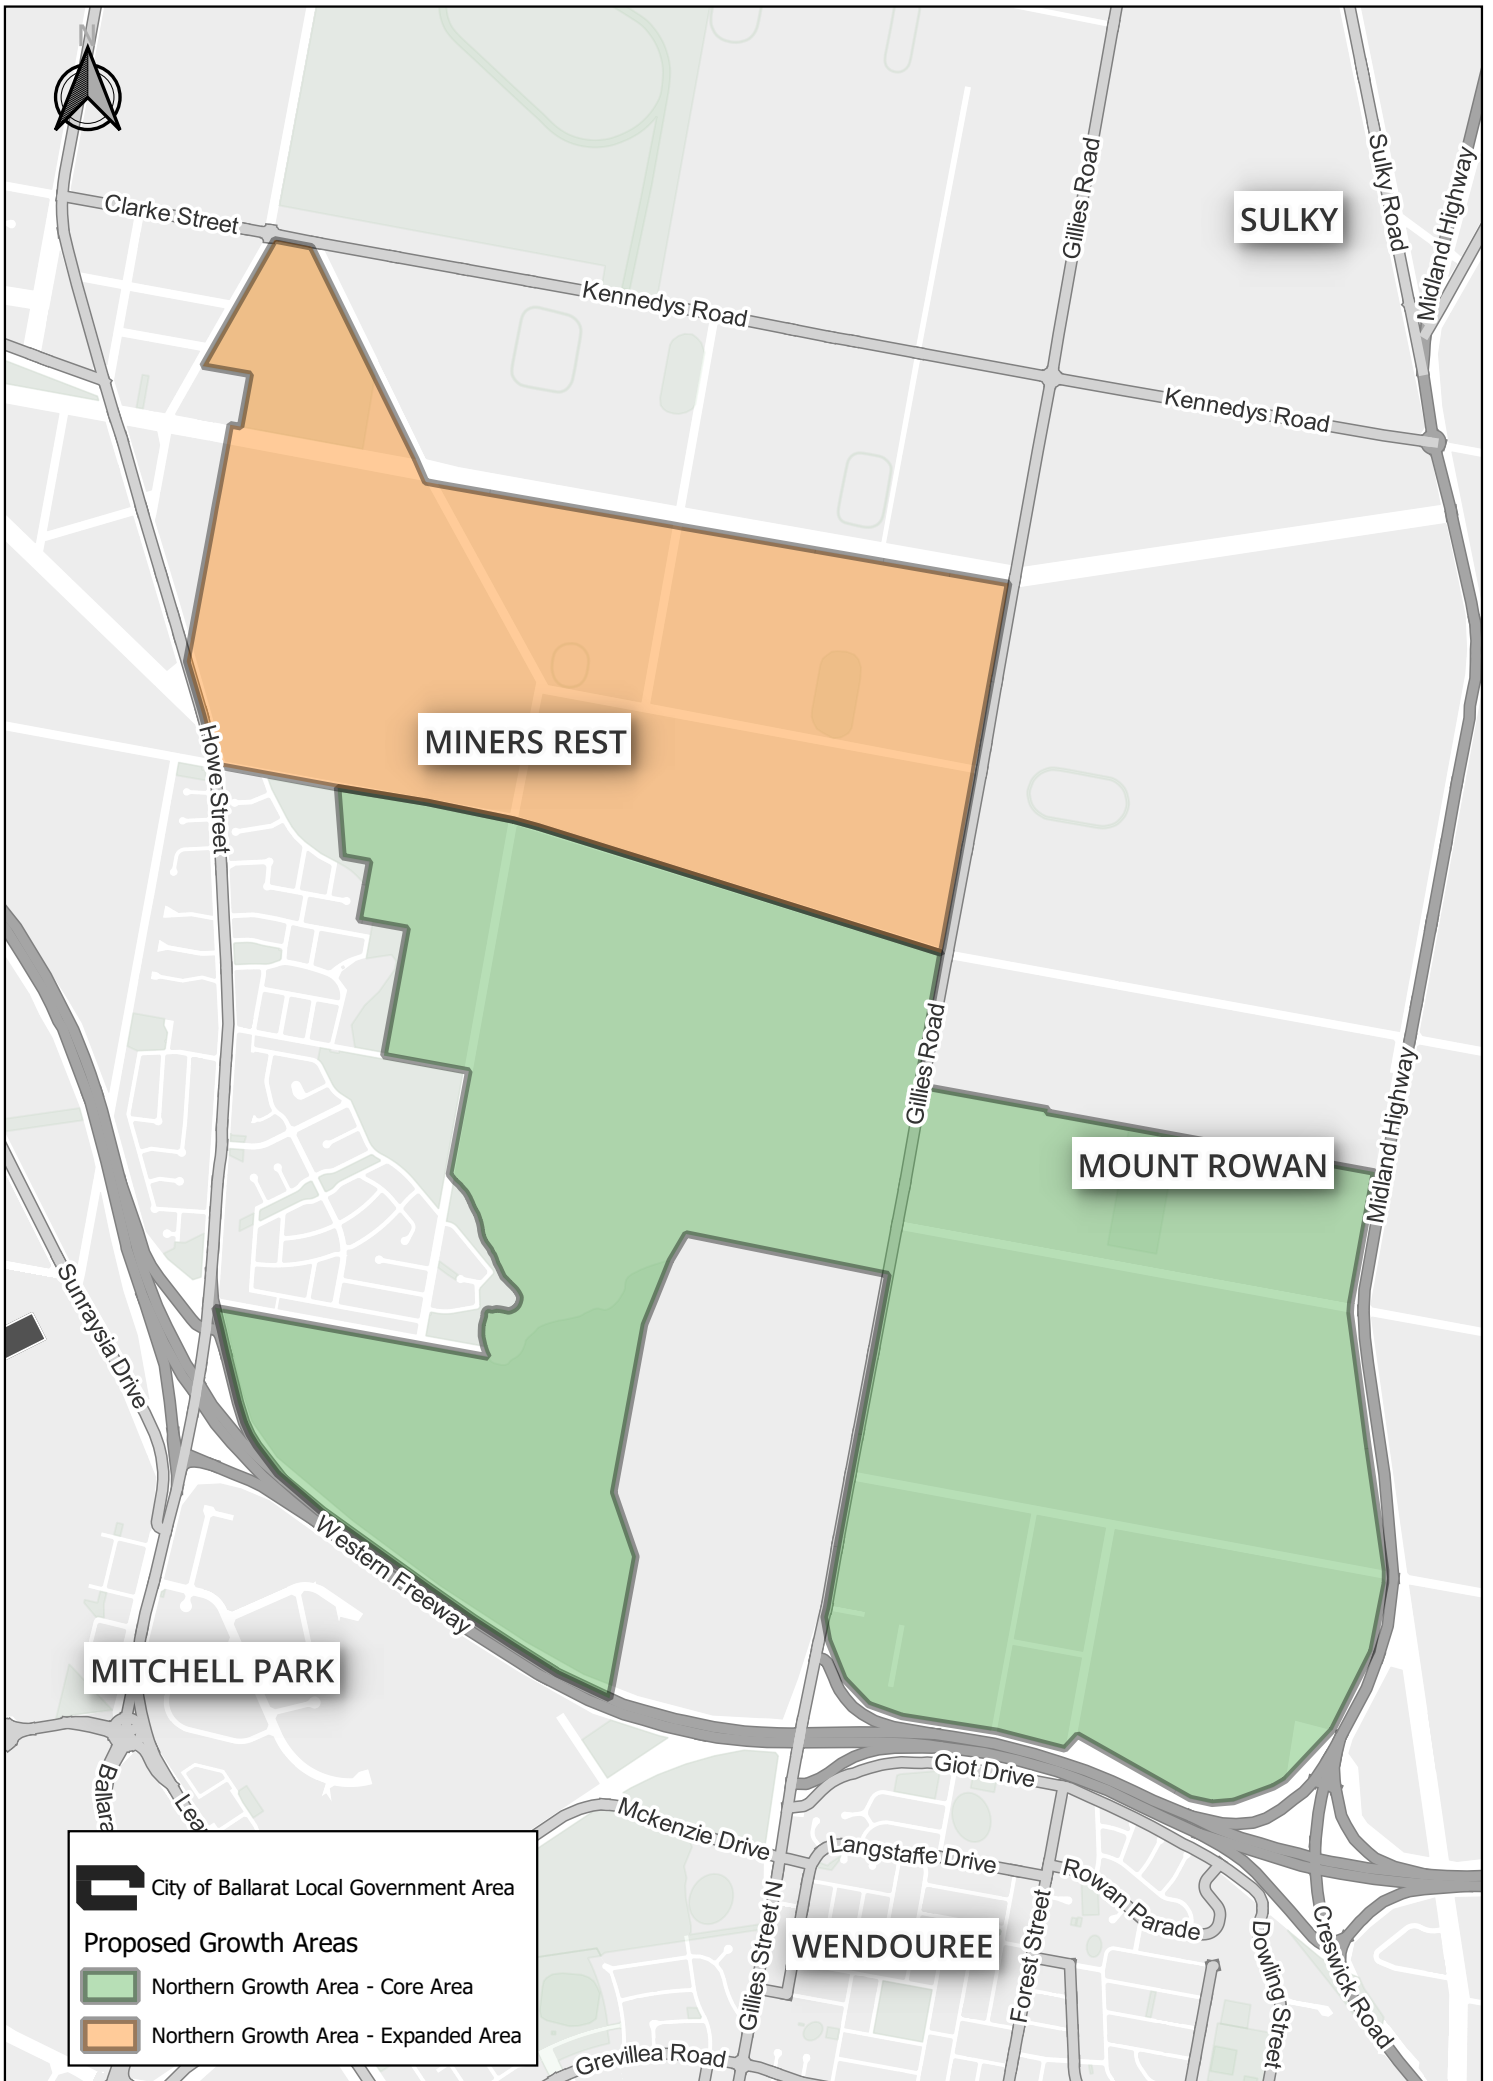 N
Clarke Street
Kennedys Road
Gillies Road
SULKY
Sulky Road
Midland Highway
Kennedys Road
MINERS REST
Howe Street
Gillies Road
Midland Highway
MOUNT ROWAN
Sunraysia Drive
Western Freeway
MITCHELL PARK
Ballara
Lea
Giot Drive
Mckenzie Drive
Langstaffe Drive
Rowan Parade
Gillies Street N
WENDOUREE
Forest Street
Dowling Street
Creswick Road
Grevillea Road
City of Ballarat Local Government Area
Proposed Growth Areas
Northern Growth Area - Core Area
Northern Growth Area - Expanded Area